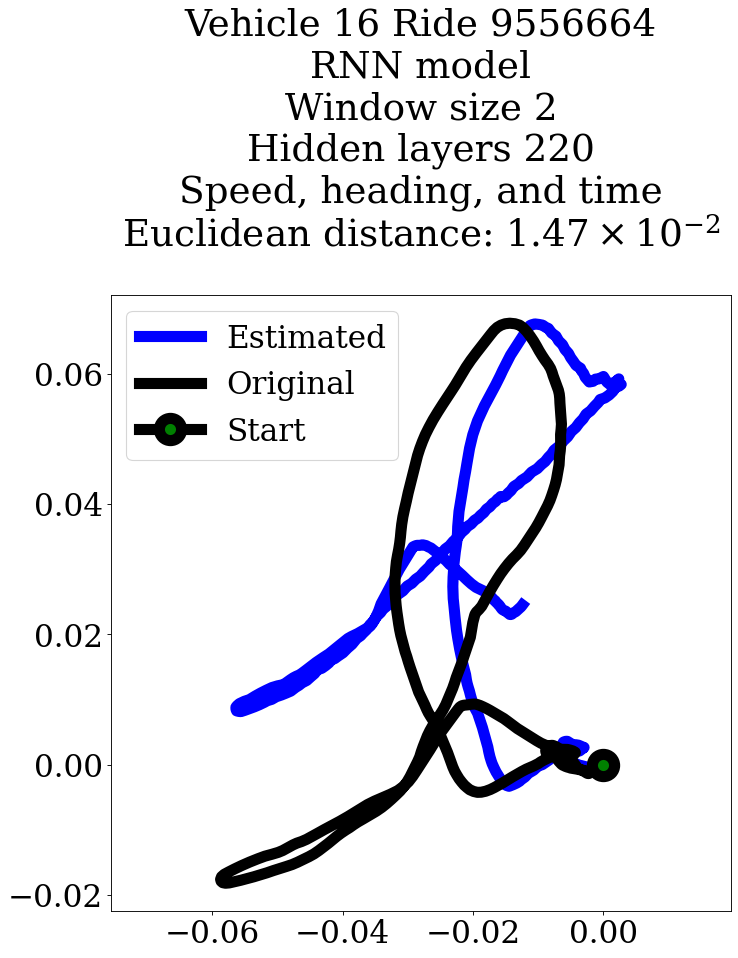 Vehicle 16 Ride 9556664
RNN model
Window size 2
Hidden layers 220
Speed, heading, and time
Euclidean distance: 1.47 × 10⁻²
Estimated
Original
Start
0.06
0.04
0.02
0.00
−0.02
−0.06 −0.04 −0.02 0.00